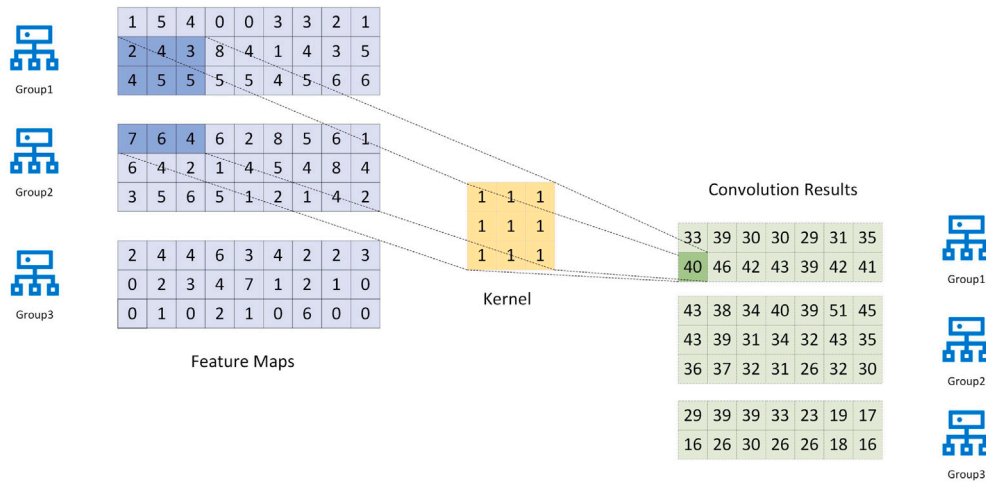 1 5 4 0 0 3 3 2 1
2 4 3 8 4 1 4 3 5
4 5 5 5 5 4 5 6 6
Group1
7 6 4 6 2 8 5 6 1
6 4 2 1 4 5 4 8 4
3 5 6 5 1 2 1 4 2
Group2
2 4 4 6 3 4 2 2 3
0 2 3 4 7 1 2 1 0
0 1 0 2 1 0 6 0 0
Group3
Feature Maps
1 1 1
1 1 1
1 1 1
Kernel
Convolution Results
33 39 30 30 29 31 35
40 46 42 43 39 42 41
Group1
43 38 34 40 39 51 45
43 39 31 34 32 43 35
36 37 32 31 26 32 30
Group2
29 39 39 33 23 19 17
16 26 30 26 26 18 16
Group3